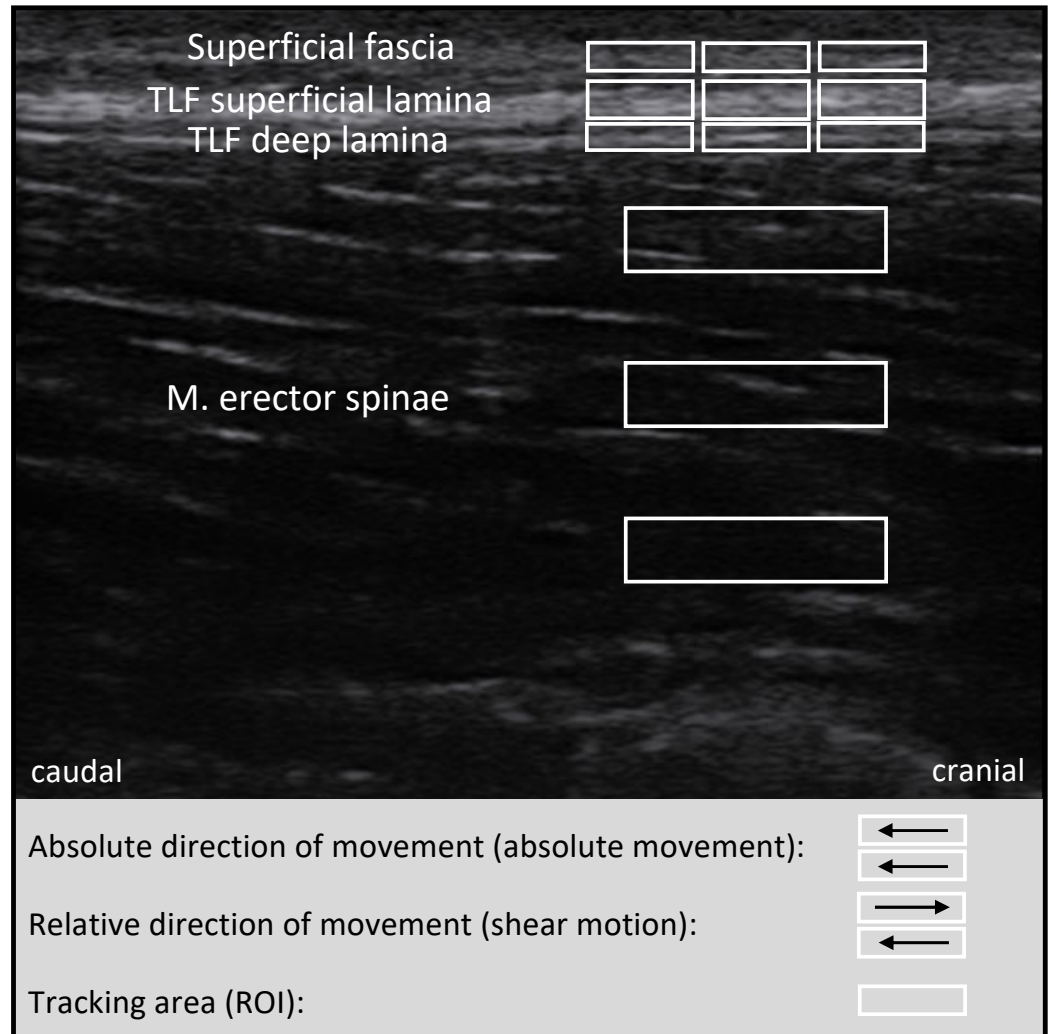 Superficial fascia
TLF superficial lamina
TLF deep lamina
M. erector spinae
caudal
cranial
Absolute direction of movement (absolute movement):
Relative direction of movement (shear motion):
Tracking area (ROI):